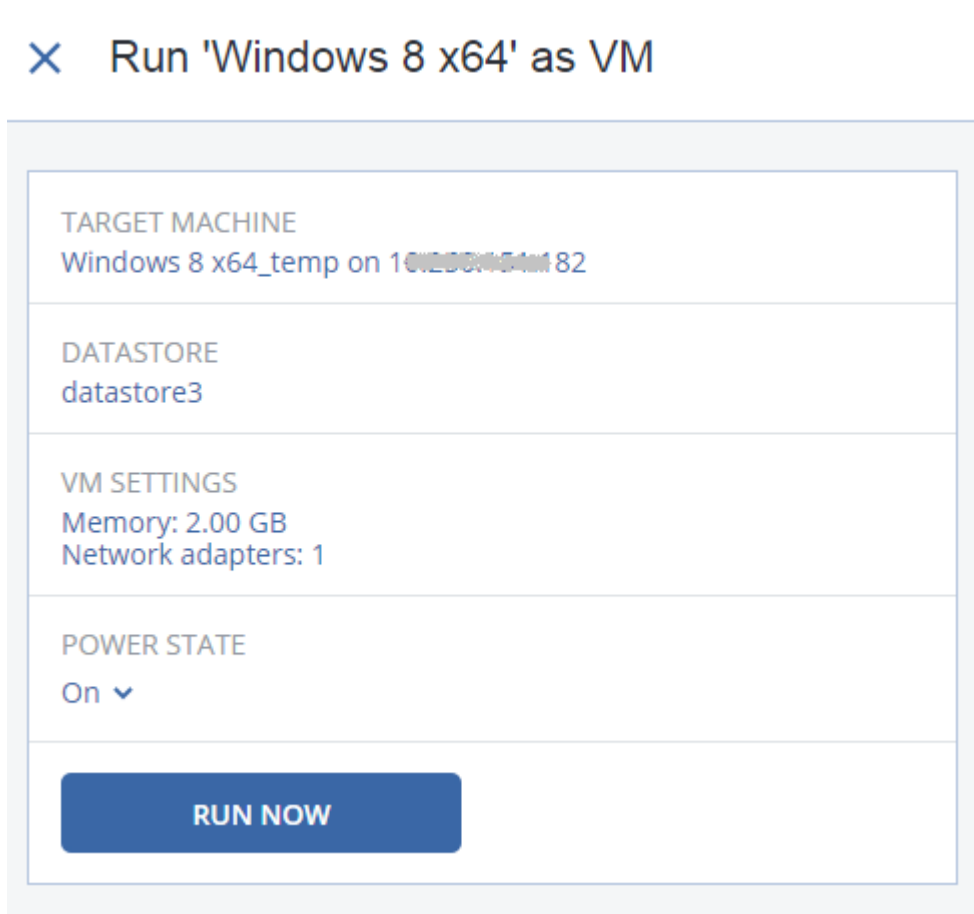 Run 'Windows 8 x64' as VM
TARGET MACHINE
Windows 8 x64_temp on
DATASTORE
datastore3
VM SETTINGS
Memory: 2.00 GB
Network adapters: 1
POWER STATE
On
RUN NOW